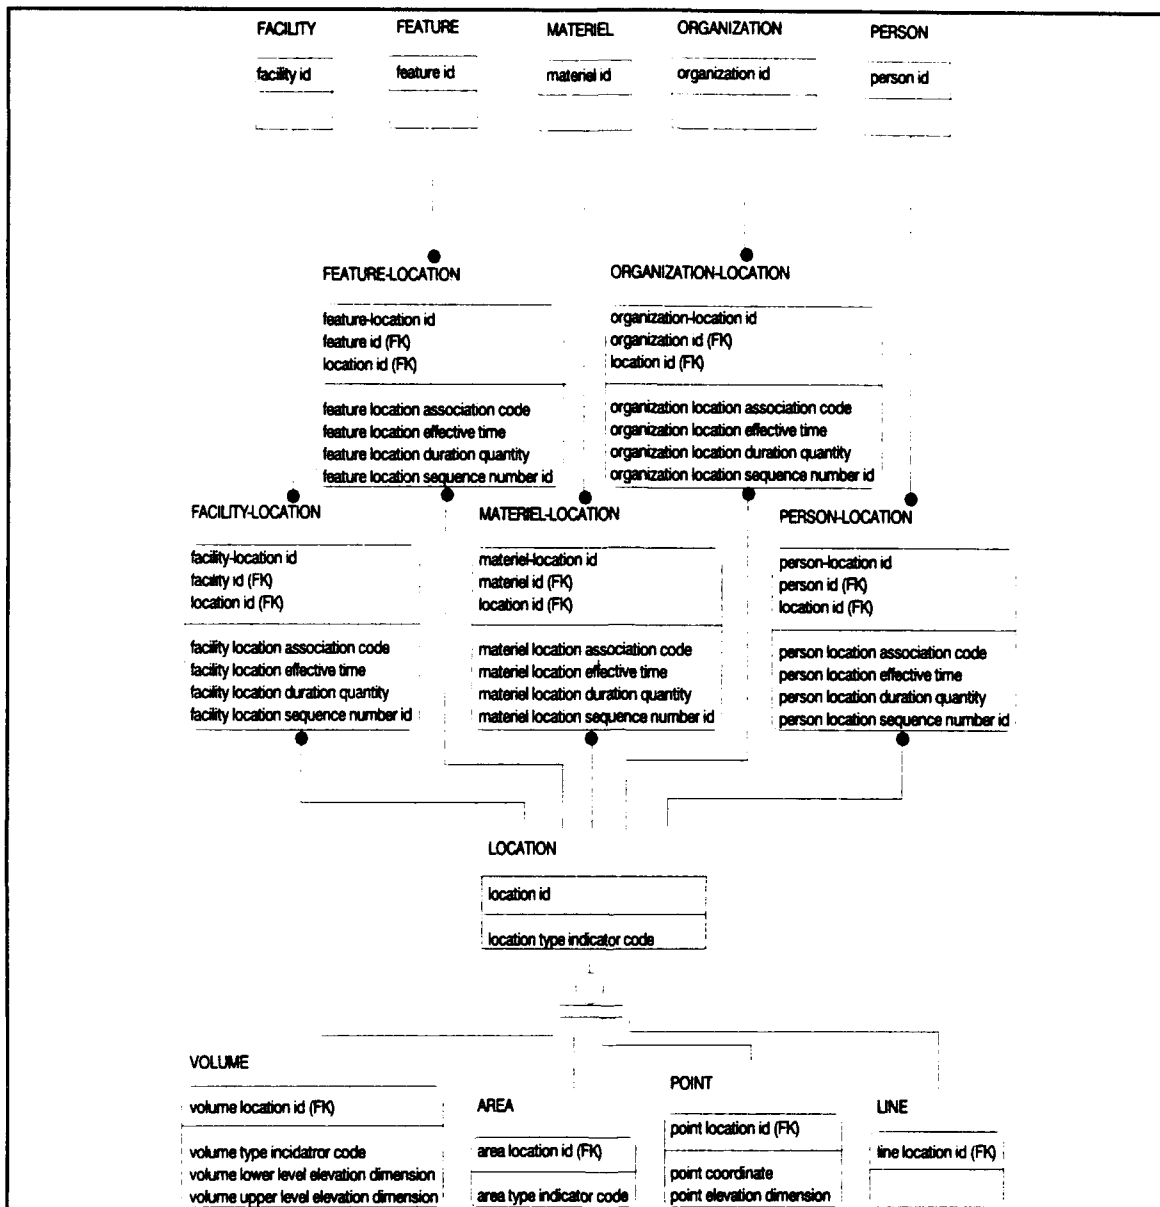 FACILITY
facility id
FEATURE
feature id
MATERIEL
materiel id
ORGANIZATION
organization id
PERSON
person id
FEATURE-LOCATION
feature-location id
feature id (FK)
location id (FK)
feature location association code
feature location effective time
feature location duration quantity
feature location sequence number id
ORGANIZATION-LOCATION
organization-location id
organization id (FK)
location id (FK)
organization location association code
organization location effective time
organization location duration quantity
organization location sequence number id
FACILITY-LOCATION
facility-location id
facility id (FK)
location id (FK)
facility location association code
facility location effective time
facility location duration quantity
facility location sequence number id
MATERIEL-LOCATION
materiel-location id
materiel id (FK)
location id (FK)
materiel location association code
materiel location effective time
materiel location duration quantity
materiel location sequence number id
PERSON-LOCATION
person-location id
person id (FK)
location id (FK)
person location association code
person location effective time
person location duration quantity
person location sequence number id
LOCATION
location id
location type indicator code
VOLUME
volume location id (FK)
volume type incidatror code
volume lower level elevation dimension
volume upper level elevation dimension
AREA
area location id (FK)
area type indicator code
POINT
point location id (FK)
point coordinate
point elevation dimension
LINE
line location id (FK)